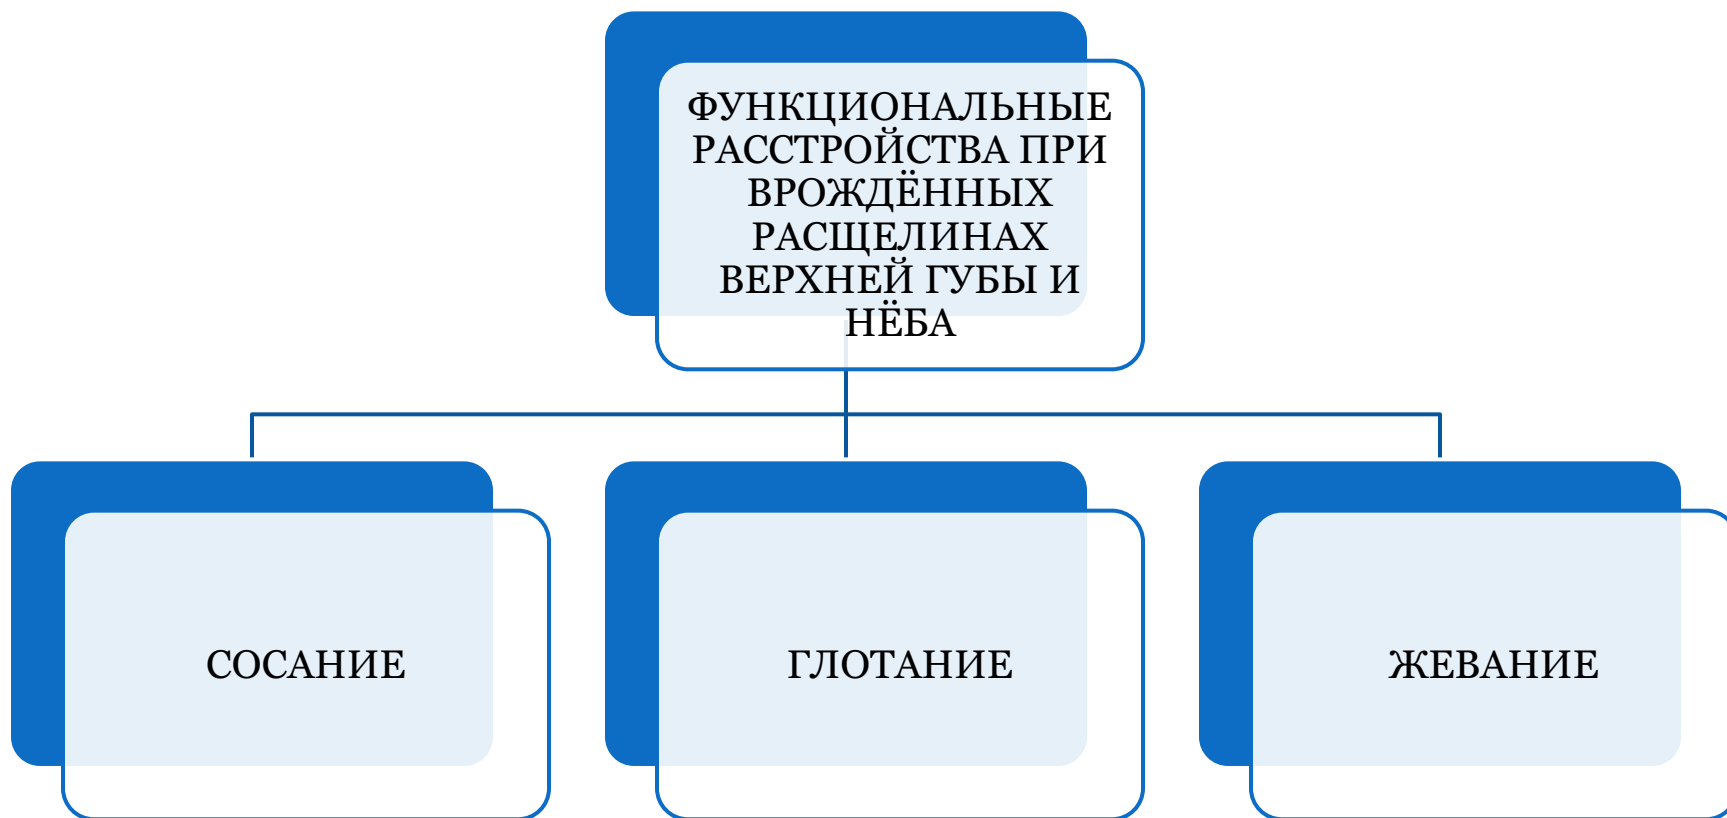 ФУНКЦИОНАЛЬНЫЕ
РАССТРОЙСТВА ПРИ
ВРОЖДЁННЫХ
РАСЩЕЛИНАХ
ВЕРХНЕЙ ГУБЫ И
НЁБА
СОСАНИЕ
ГЛОТАНИЕ
ЖЕВАНИЕ